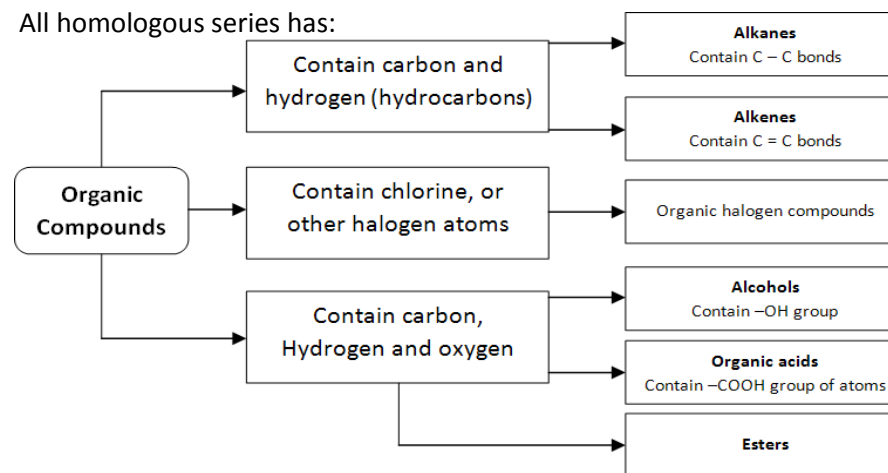 All homologous series has:
Organic
Compounds
Contain carbon and
hydrogen (hydrocarbons)
Alkanes
Contain C – C bonds
Alkenes
Contain C = C bonds
Contain chlorine, or
other halogen atoms
Organic halogen compounds
Contain carbon,
Hydrogen and oxygen
Alcohols
Contain –OH group
Organic acids
Contain –COOH group of atoms
Esters